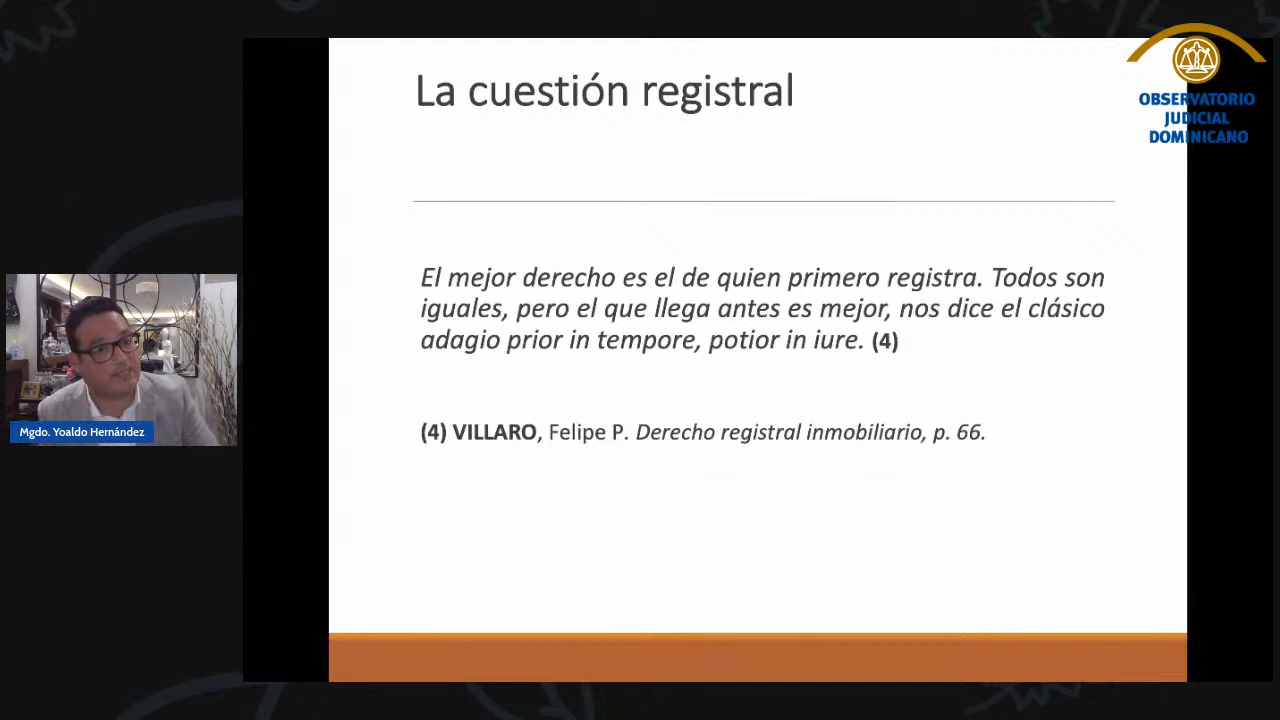 La cuestión registral
OBSERVATORIO
JUDICIAL
DOMINICANO
El mejor derecho es el de quien primero registra. Todos son
iguales, pero el que llega antes es mejor, nos dice el clásico
adagio prior in tempore, potior in iure. (4)
(4) VILLARO, Felipe P. Derecho registral inmobiliario, p. 66.
Mgdo. Yoaldo Hernández